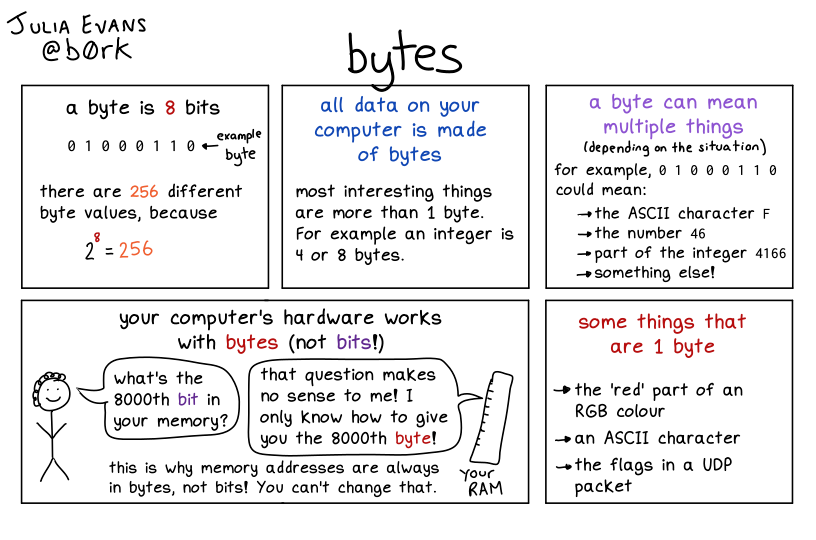 JULIA EVANS
@b0rk
bytes
a byte is 8 bits
0 1 0 0 0 1 1 0 ← example
byte
there are 256 different
byte values, because
2⁸ = 256
all data on your
computer is made
of bytes
most interesting things
are more than 1 byte.
For example an integer is
4 or 8 bytes.
a byte can mean
multiple things
(depending on the situation)
for example, 0 1 0 0 0 1 1 0
could mean:
→ the ASCII character F
→ the number 46
→ part of the integer 4166
→ something else!
your computer's hardware works
with bytes (not bits!)
what's the
8000th bit in
your memory?
that question makes
no sense to me! I
only know how to give
you the 8000th byte!
your
RAM
this is why memory addresses are always
in bytes, not bits! You can't change that.
some things that
are 1 byte
→ the 'red' part of an
RGB colour
→ an ASCII character
→ the flags in a UDP
packet